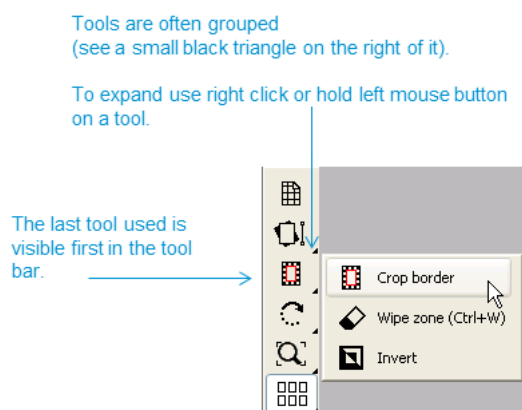 Tools are often grouped
(see a small black triangle on the right of it).
To expand use right click or hold left mouse button
on a tool.
The last tool used is
visible first in the tool
bar.
Crop border
Wipe zone (Ctrl+W)
Invert